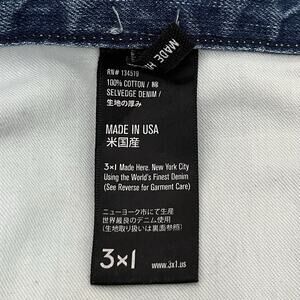 MADE H
RN# 134519
100% COTTON / 綿
SELVEDGE DENIM /
生地の厚み
MADE IN USA
米国産
3×1 Made Here. New York City
Using the World's Finest Denim
(See Reverse for Garment Care)
ニューヨーク市にて生産
世界最良のデニム使用
(生地取り扱いは裏面参照)
3×1
www.3x1.us